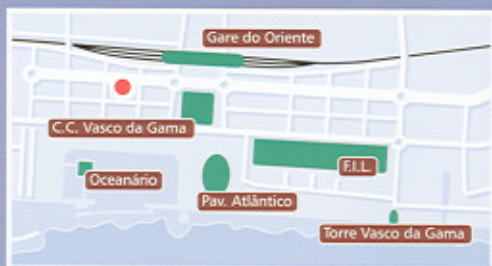 Gare do Oriente
C.C. Vasco da Gama
F.I.L.
Oceanário
Pav. Atlântico
Torre Vasco da Gama